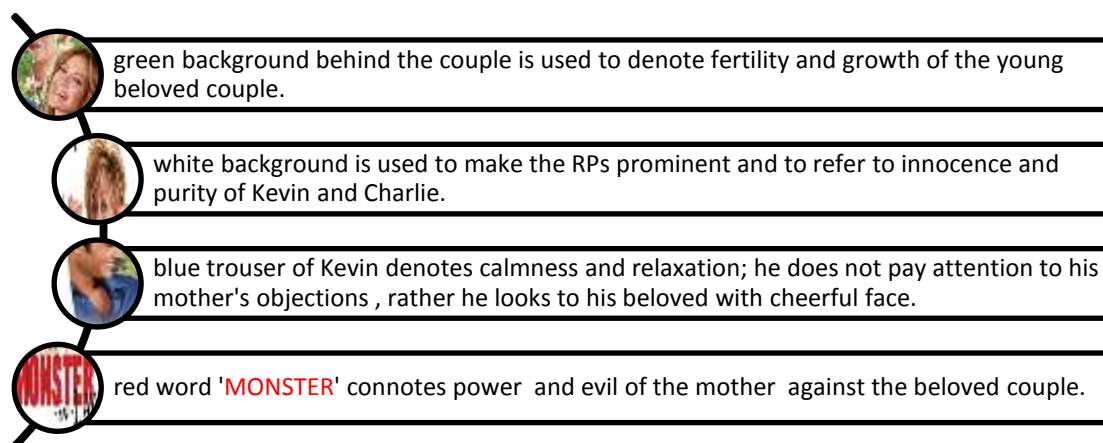 green background behind the couple is used to denote fertility and growth of the young
beloved couple.
white background is used to make the RPs prominent and to refer to innocence and
purity of Kevin and Charlie.
blue trouser of Kevin denotes calmness and relaxation; he does not pay attention to his
mother's objections , rather he looks to his beloved with cheerful face.
MONSTER
red word 'MONSTER' connotes power  and evil of the mother  against the beloved couple.